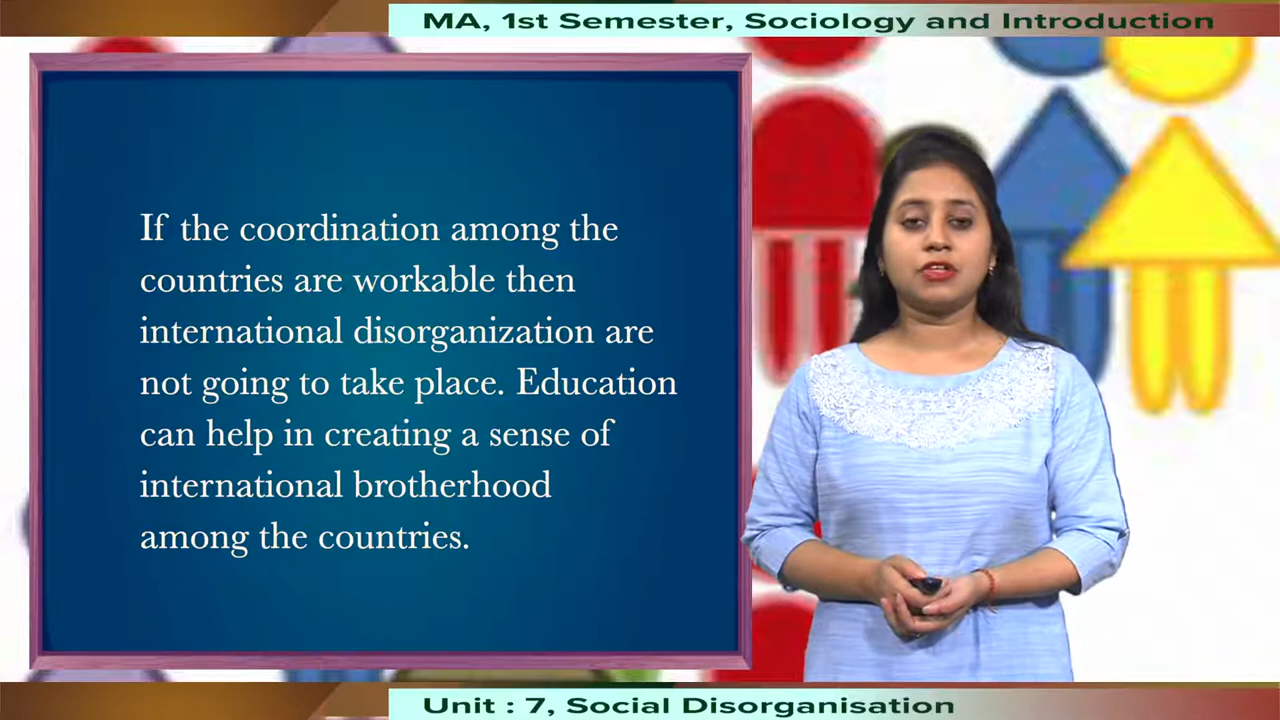 MA, 1st Semester, Sociology and Introduction
If the coordination among the
countries are workable then
international disorganization are
not going to take place. Education
can help in creating a sense of
international brotherhood
among the countries.
Unit : 7, Social Disorganisation